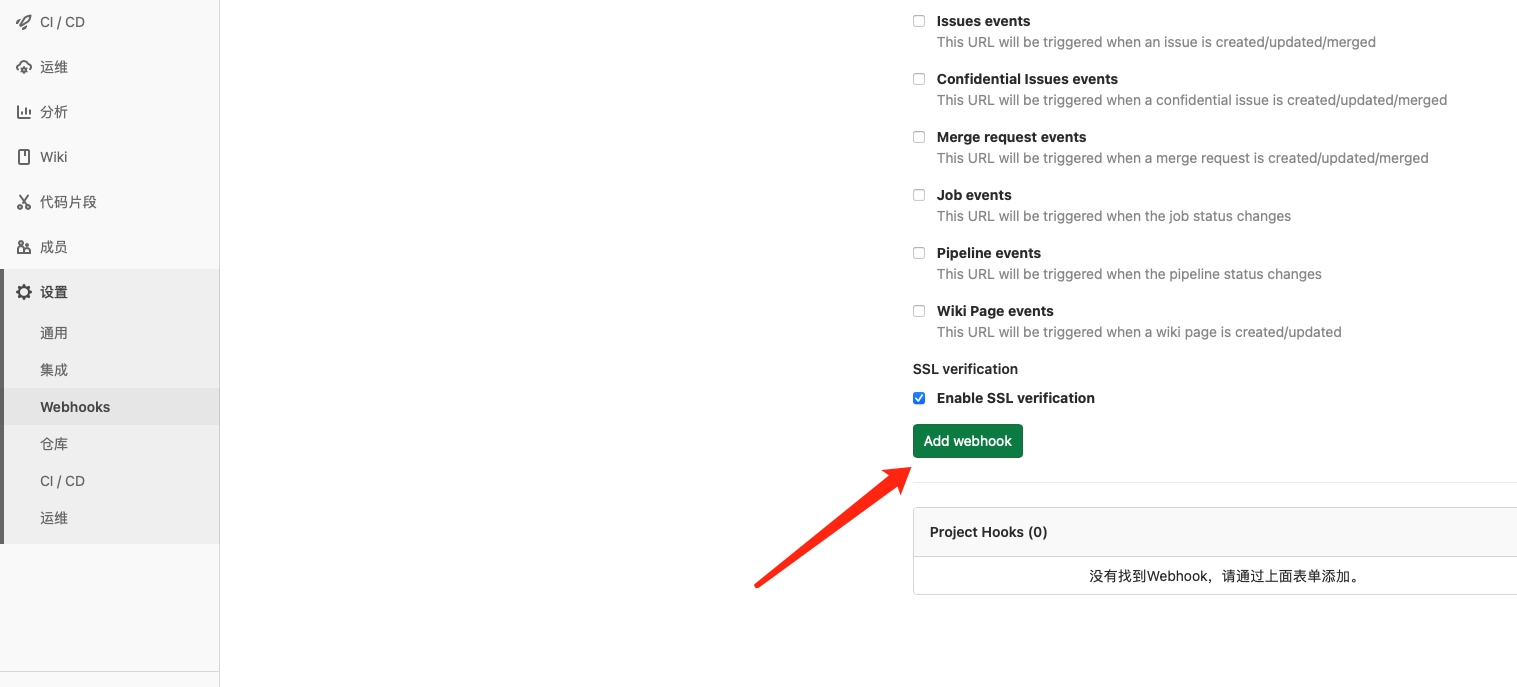 CI / CD
运维
分析
Wiki
代码片段
成员
设置
通用
集成
Webhooks
仓库
CI / CD
运维
Issues events
This URL will be triggered when an issue is created/updated/merged
Confidential Issues events
This URL will be triggered when a confidential issue is created/updated/merged
Merge request events
This URL will be triggered when a merge request is created/updated/merged
Job events
This URL will be triggered when the job status changes
Pipeline events
This URL will be triggered when the pipeline status changes
Wiki Page events
This URL will be triggered when a wiki page is created/updated
SSL verification
Enable SSL verification
Add webhook
Project Hooks (0)
没有找到Webhook，请通过上面表单添加。